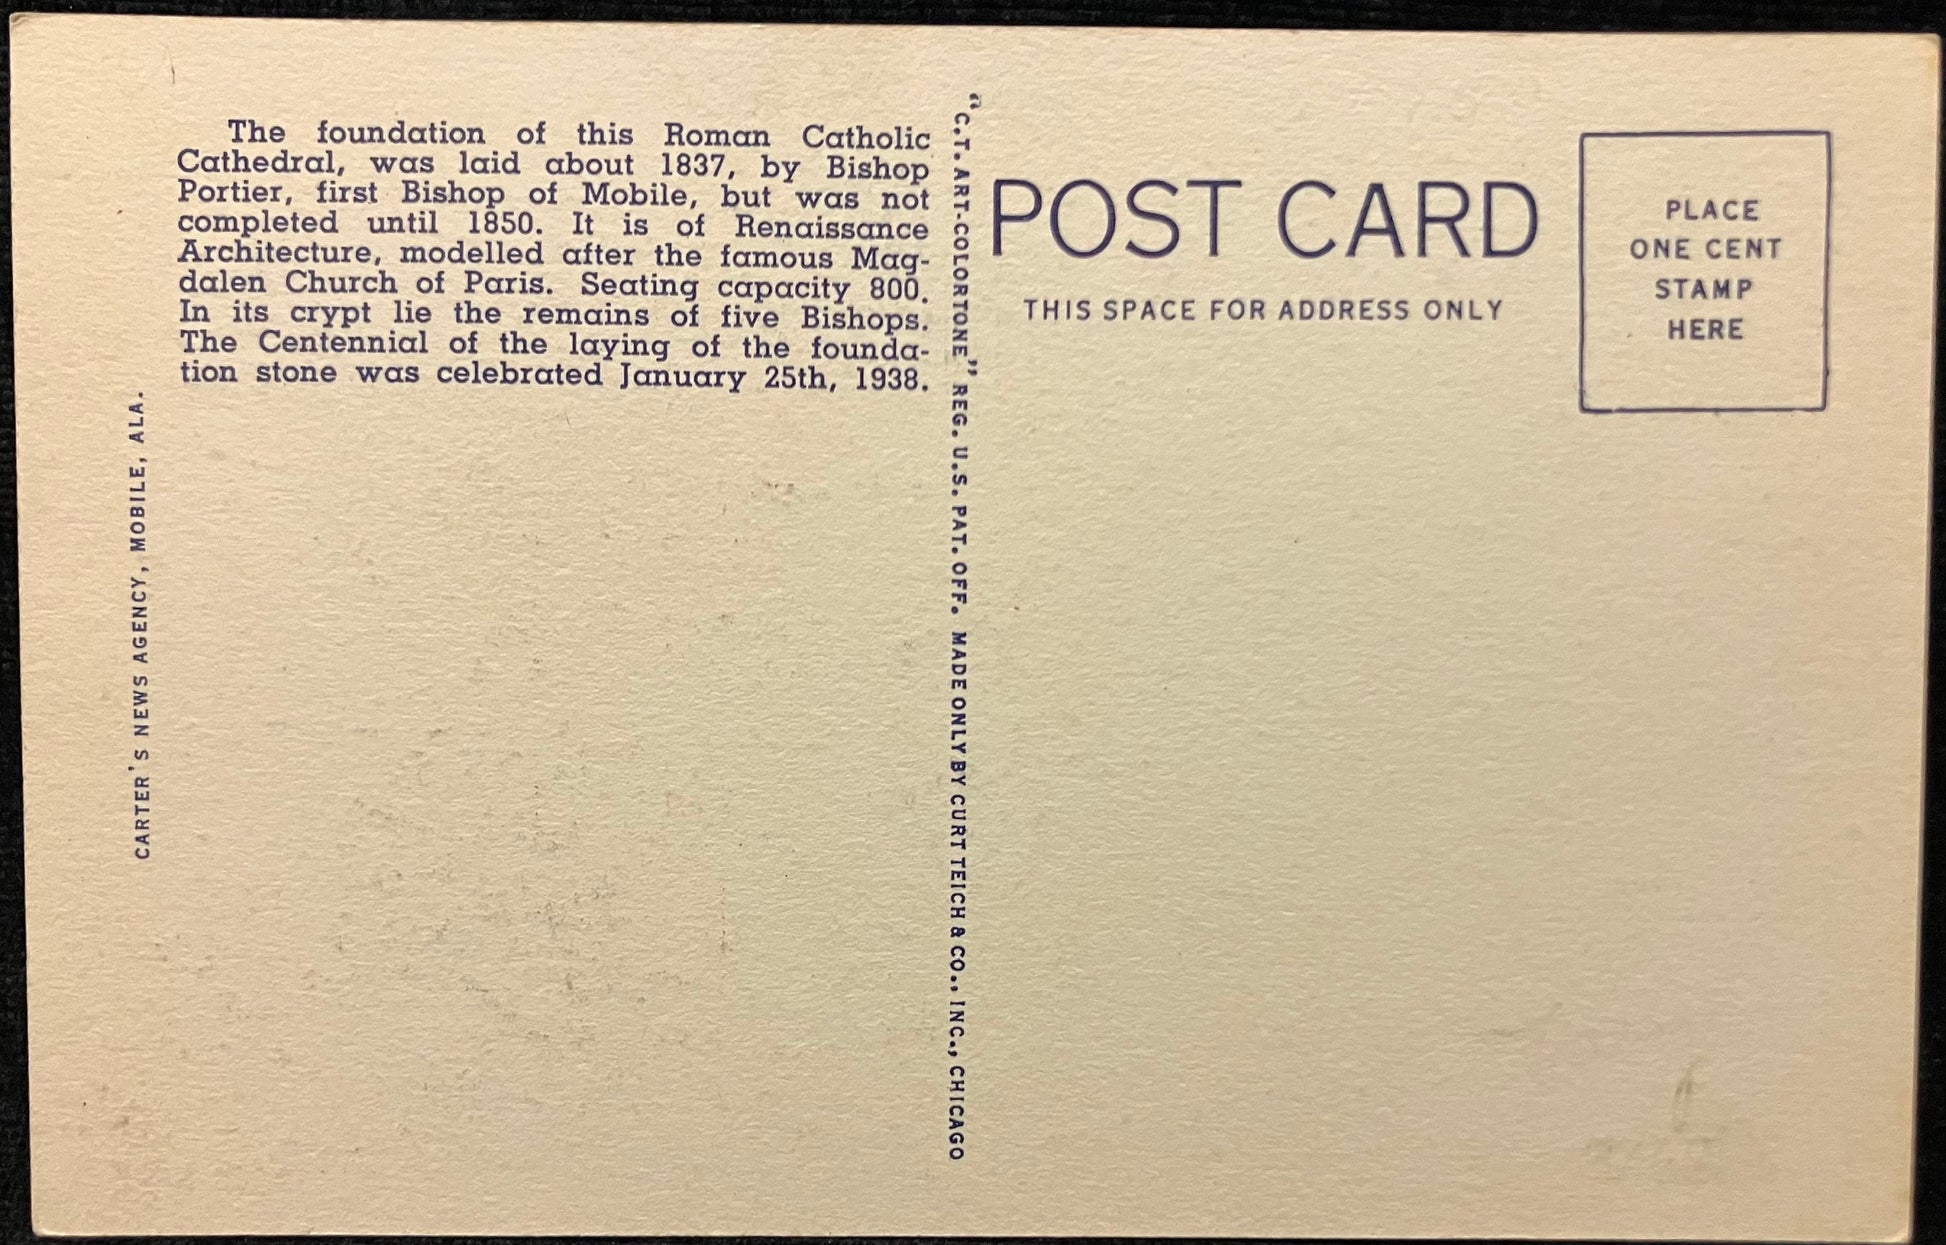 The foundation of this Roman Catholic
Cathedral, was laid about 1837, by Bishop
Portier, first Bishop of Mobile, but was not
completed until 1850. It is of Renaissance
Architecture, modelled after the famous Mag-
dalen Church of Paris. Seating capacity 800.
In its crypt lie the remains of five Bishops.
The Centennial of the laying of the founda-
tion stone was celebrated January 25th, 1938.
CARTER'S NEWS AGENCY, MOBILE, ALA.
"C.T. ART-COLORTONE" REG. U.S. PAT. OFF. MADE ONLY BY CURT TEICH & CO., INC., CHICAGO
POST CARD
THIS SPACE FOR ADDRESS ONLY
PLACE
ONE CENT
STAMP
HERE